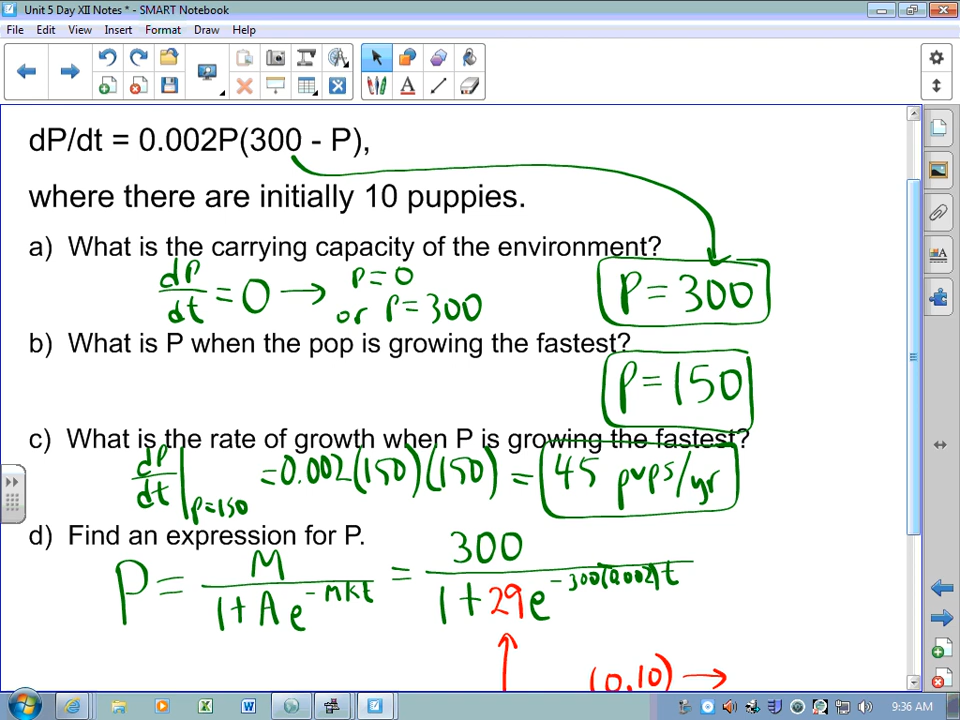 Unit 5 Day XII Notes * - SMART Notebook
File Edit View Insert Format Draw Help
dP/dt = 0.002P(300 - P),
where there are initially 10 puppies.
a) What is the carrying capacity of the environment?
dP/dt = 0 → P = 0
or P = 300
P = 300
b) What is P when the pop is growing the fastest?
P = 150
c) What is the rate of growth when P is growing the fastest?
dP/dt | P=150 = 0.002(150)(150) = 45 pups/yr
d) Find an expression for P.
P = M / 1 + Ae^-Mkt = 300 / 1 + 29e^-300(0.002)t
(0,10) →
9:36 AM